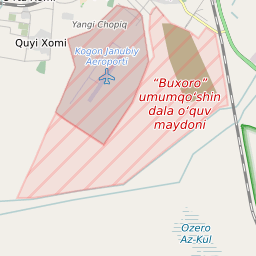 Yangi Chopiq
Quyi Xomi
Kogon Janubiy
Aeroporti
“Buxoro”
umumqo‘shin
dala o‘quv
maydoni
Ozero
Az-Kul